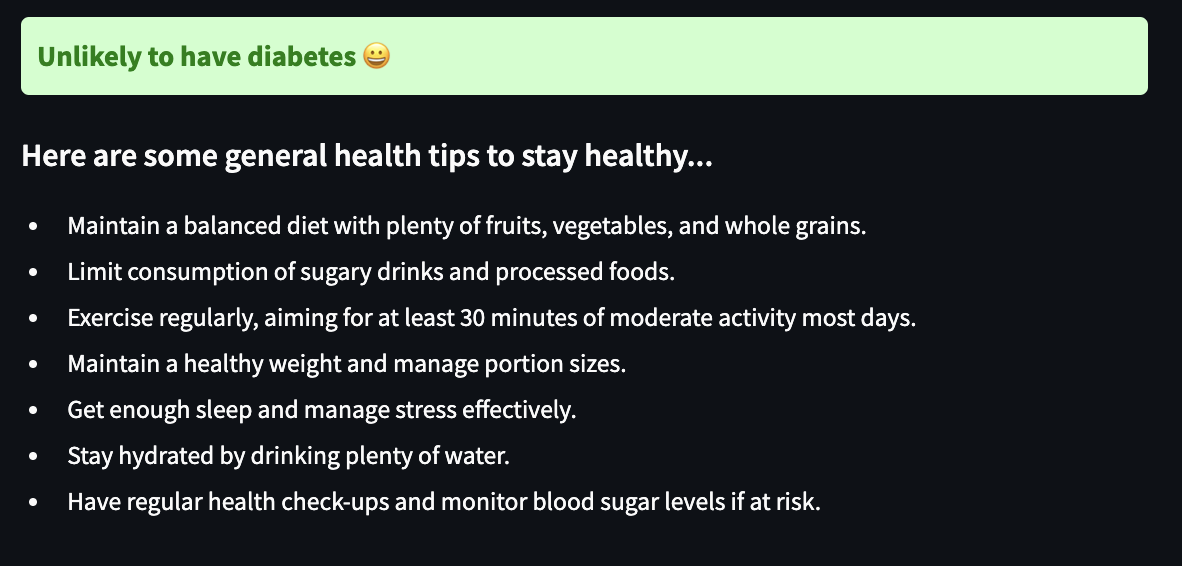 Unlikely to have diabetes 😀
Here are some general health tips to stay healthy...
• Maintain a balanced diet with plenty of fruits, vegetables, and whole grains.
• Limit consumption of sugary drinks and processed foods.
• Exercise regularly, aiming for at least 30 minutes of moderate activity most days.
• Maintain a healthy weight and manage portion sizes.
• Get enough sleep and manage stress effectively.
• Stay hydrated by drinking plenty of water.
• Have regular health check-ups and monitor blood sugar levels if at risk.